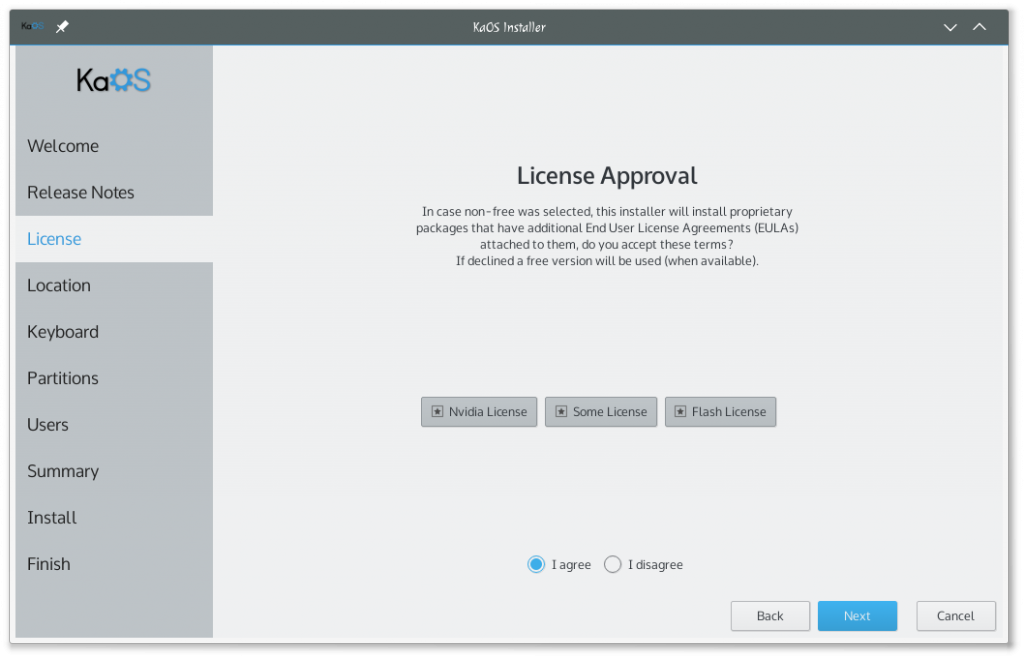 KaOS
KaOS Installer
KaOS
Welcome
Release Notes
License
Location
Keyboard
Partitions
Users
Summary
Install
Finish
License Approval
In case non-free was selected, this installer will install proprietary
packages that have additional End User License Agreements (EULAs)
attached to them, do you accept these terms?
If declined a free version will be used (when available).
Nvidia License
Some License
Flash License
I agree
I disagree
Back
Next
Cancel